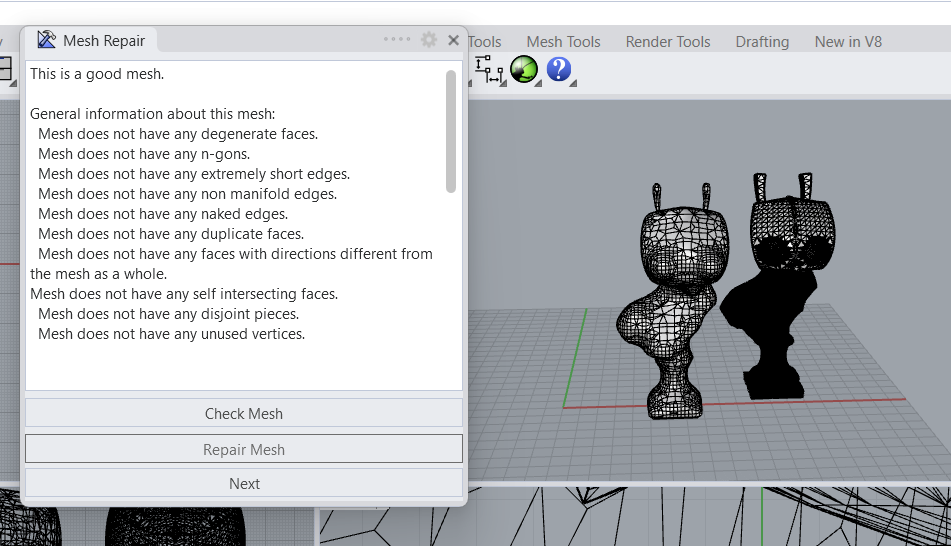 Mesh Repair
Tools Mesh Tools Render Tools Drafting New in V8
This is a good mesh.
General information about this mesh:
Mesh does not have any degenerate faces.
Mesh does not have any n-gons.
Mesh does not have any extremely short edges.
Mesh does not have any non manifold edges.
Mesh does not have any naked edges.
Mesh does not have any duplicate faces.
Mesh does not have any faces with directions different from
the mesh as a whole.
Mesh does not have any self intersecting faces.
Mesh does not have any disjoint pieces.
Mesh does not have any unused vertices.
Check Mesh
Repair Mesh
Next